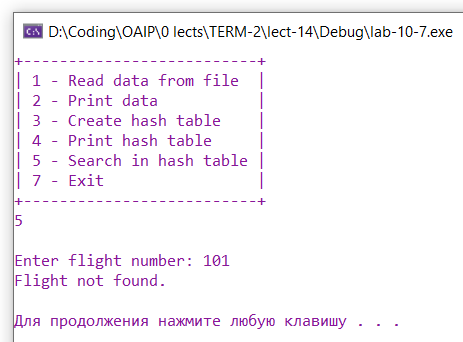 D:\Coding\OAIP\0 lects\TERM-2\lect-14\Debug\lab-10-7.exe
+--------------------------+
| 1 - Read data from file  |
| 2 - Print data           |
| 3 - Create hash table    |
| 4 - Print hash table     |
| 5 - Search in hash table |
| 7 - Exit                 |
+--------------------------+
5
Enter flight number: 101
Flight not found.
Для продолжения нажмите любую клавишу . . .